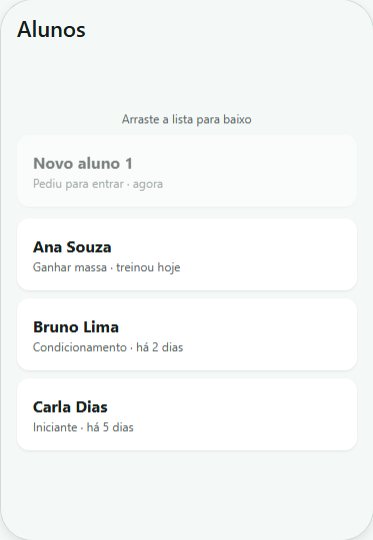 Alunos
Arraste a lista para baixo
Novo aluno 1
Pediu para entrar · agora
Ana Souza
Ganhar massa · treinou hoje
Bruno Lima
Condicionamento · há 2 dias
Carla Dias
Iniciante · há 5 dias